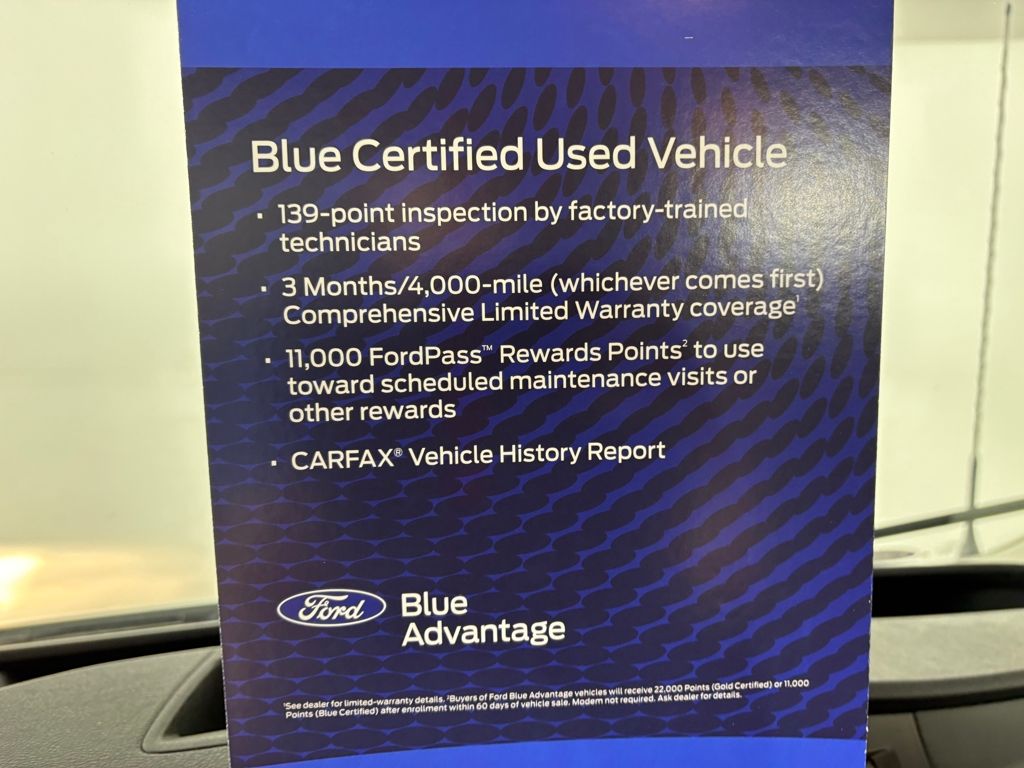 Blue Certified Used Vehicle
▪ 139-point inspection by factory-trained
technicians
▪ 3 Months/4,000-mile (whichever comes first)
Comprehensive Limited Warranty coverage¹
▪ 11,000 FordPass™ Rewards Points² to use
toward scheduled maintenance visits or
other rewards
▪ CARFAX® Vehicle History Report
Ford Blue
Advantage
¹See dealer for limited-warranty details. ²Buyers of Ford Blue Advantage vehicles will receive 22,000 Points (Gold Certified) or 11,000
Points (Blue Certified) after enrollment within 60 days of vehicle sale. Modem not required. Ask dealer for details.